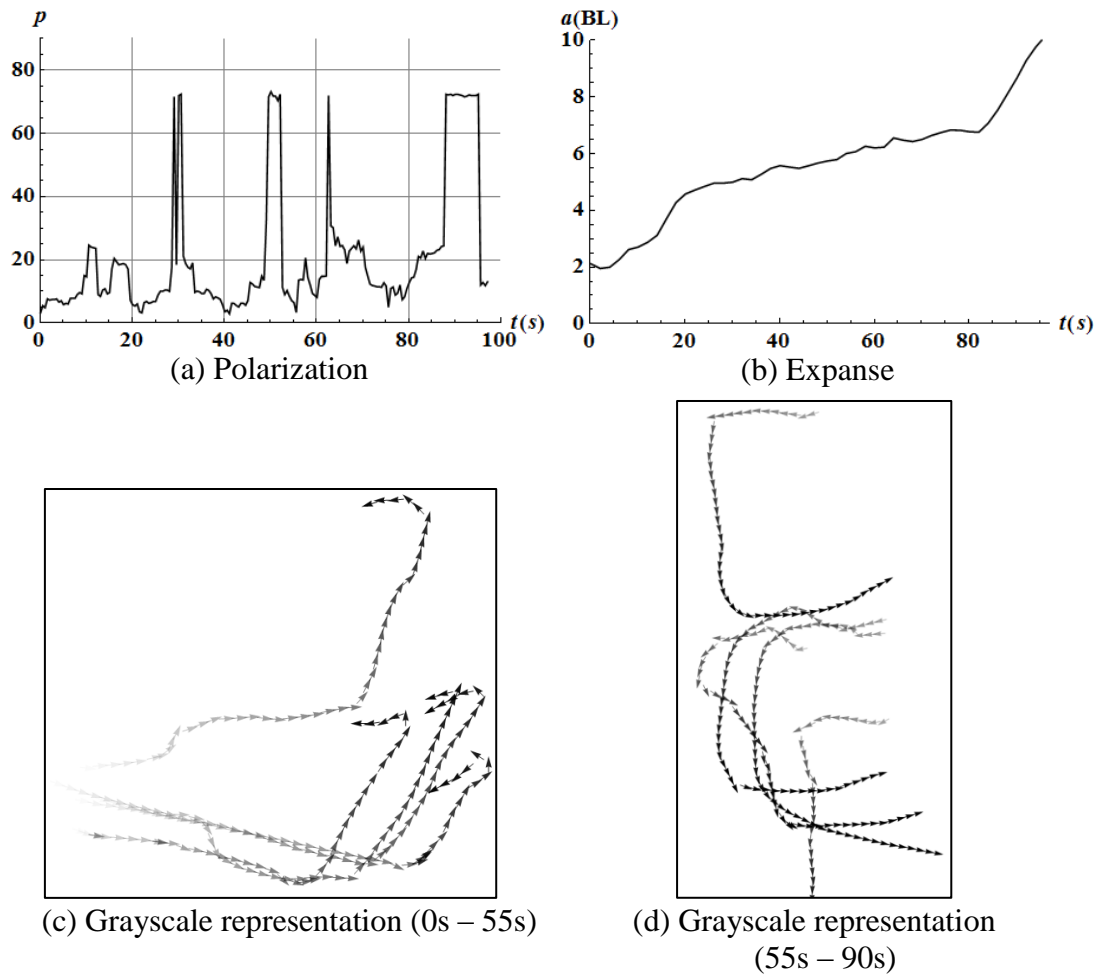 p
80
60
40
20
0
0 20 40 60 80 100
t(s)
(a) Polarization
a(BL)
10
8
6
4
2
0
0 20 40 60 80
t(s)
(b) Expanse
(c) Grayscale representation (0s – 55s)
(d) Grayscale representation
(55s – 90s)